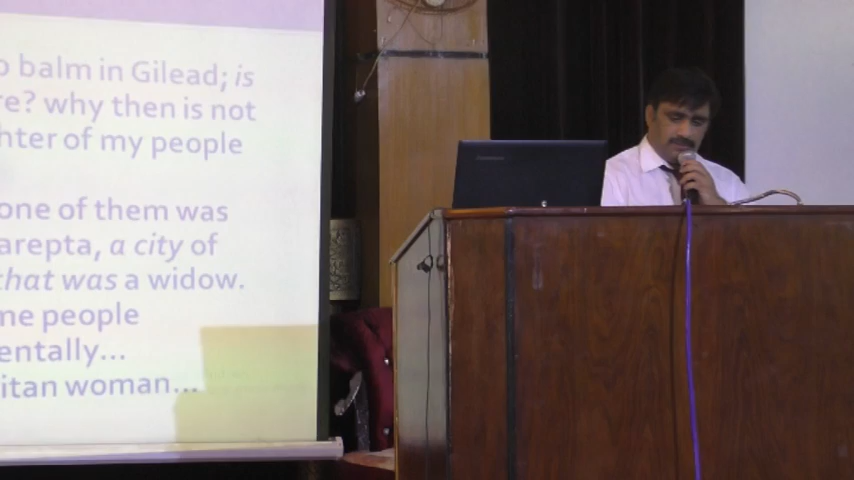 balm in Gilead; is
re? why then is not
hter of my people
one of them was
arepta, a city of
that was a widow.
me people
entally...
itan woman...